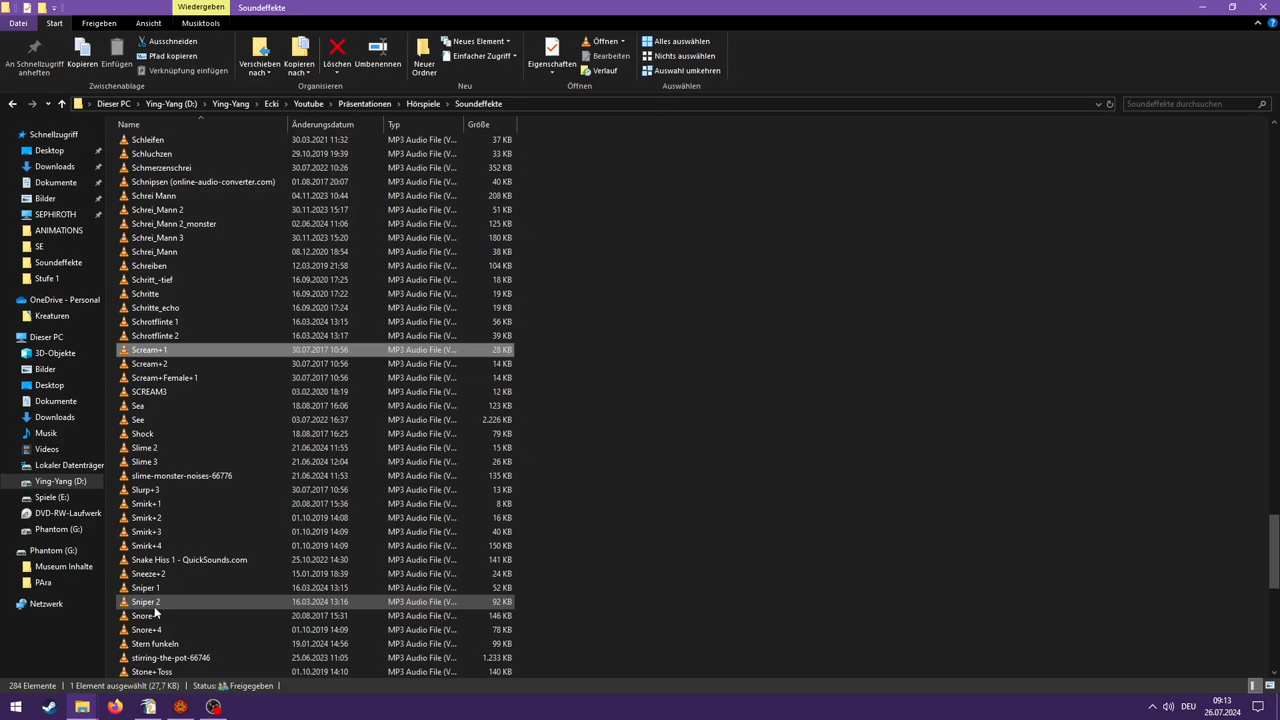 Wiedergeben Soundeffekte
Datei Start Freigeben Ansicht Musiktools
An Schnellzugriff anheften Kopieren Einfügen Ausschneiden Pfad kopieren Verknüpfung einfügen Zwischenablage
Verschieben nach Kopieren nach Löschen Umbenennen Organisieren
Neuer Ordner Neues Element Einfacher Zugriff Neu
Eigenschaften Öffnen Bearbeiten Verlauf Öffnen
Alles auswählen Nichts auswählen Auswahl umkehren Auswählen
Dieser PC > Ying-Yang (D:) > Ying-Yang > Ecki > Youtube > Präsentationen > Hörspiele > Soundeffekte Soundeffekte durchsuchen
Schnellzugriff
Desktop
Downloads
Dokumente
Bilder
SEPHIROTH
ANIMATIONS
SE
Soundeffekte
Stufe 1
OneDrive - Personal
Kreaturen
Dieser PC
3D-Objekte
Bilder
Desktop
Dokumente
Downloads
Musik
Videos
Lokaler Datenträger
Ying-Yang (D:)
Spiele (E:)
DVD-RW-Laufwerk
Phantom (G:)
Phantom (G:)
Museum Inhalte
PAra
Netzwerk
Name Änderungsdatum Typ Größe
Schleifen 30.03.2021 11:32 MP3 Audio File (V... 37 KB
Schluchzen 29.10.2019 19:39 MP3 Audio File (V... 33 KB
Schmerzenschrei 30.07.2022 10:26 MP3 Audio File (V... 352 KB
Schnipsen (online-audio-converter.com) 01.08.2017 20:07 MP3 Audio File (V... 40 KB
Schrei Mann 04.11.2023 10:44 MP3 Audio File (V... 208 KB
Schrei_Mann 2 30.11.2023 15:17 MP3 Audio File (V... 51 KB
Schrei_Mann 2_monster 02.06.2024 11:06 MP3 Audio File (V... 125 KB
Schrei_Mann 3 30.11.2023 15:20 MP3 Audio File (V... 180 KB
Schrei_Mann 08.12.2020 18:54 MP3 Audio File (V... 38 KB
Schreiben 12.03.2019 21:58 MP3 Audio File (V... 104 KB
Schritt_-tief 16.09.2020 17:25 MP3 Audio File (V... 18 KB
Schritte 16.09.2020 17:22 MP3 Audio File (V... 19 KB
Schritte_echo 16.09.2020 17:24 MP3 Audio File (V... 19 KB
Schrotflinte 1 16.03.2024 13:15 MP3 Audio File (V... 56 KB
Schrotflinte 2 16.03.2024 13:17 MP3 Audio File (V... 39 KB
Scream+1 30.07.2017 10:56 MP3 Audio File (V... 28 KB
Scream+2 30.07.2017 10:56 MP3 Audio File (V... 14 KB
Scream+Female+1 30.07.2017 10:56 MP3 Audio File (V... 14 KB
SCREAM3 03.02.2020 18:19 MP3 Audio File (V... 12 KB
Sea 18.08.2017 16:06 MP3 Audio File (V... 123 KB
See 03.07.2022 16:37 MP3 Audio File (V... 2.226 KB
Shock 18.08.2017 16:25 MP3 Audio File (V... 79 KB
Slime 2 21.06.2024 11:55 MP3 Audio File (V... 15 KB
Slime 3 21.06.2024 12:04 MP3 Audio File (V... 26 KB
slime-monster-noises-66776 21.06.2024 11:53 MP3 Audio File (V... 135 KB
Slurp+3 30.07.2017 10:56 MP3 Audio File (V... 13 KB
Smirk+1 20.08.2017 15:36 MP3 Audio File (V... 8 KB
Smirk+2 01.10.2019 14:08 MP3 Audio File (V... 16 KB
Smirk+3 01.10.2019 14:09 MP3 Audio File (V... 40 KB
Smirk+4 01.10.2019 14:09 MP3 Audio File (V... 150 KB
Snake Hiss 1 - QuickSounds.com 25.10.2022 14:30 MP3 Audio File (V... 141 KB
Sneeze+2 15.01.2019 18:39 MP3 Audio File (V... 24 KB
Sniper 1 16.03.2024 13:15 MP3 Audio File (V... 52 KB
Sniper 2 16.03.2024 13:16 MP3 Audio File (V... 92 KB
20.08.2017 15:31 MP3 Audio File (V... 146 KB
Snore+4 01.10.2019 14:09 MP3 Audio File (V... 78 KB
Stern funkeln 19.01.2024 14:56 MP3 Audio File (V... 99 KB
stirring-the-pot-66746 25.06.2023 11:05 MP3 Audio File (V... 1.233 KB
Stone+Toss 01.10.2019 14:10 MP3 Audio File (V... 140 KB
284 Elemente 1 Element ausgewählt (27,7 KB) Status: Freigegeben
DEU 09:13
26.07.2024